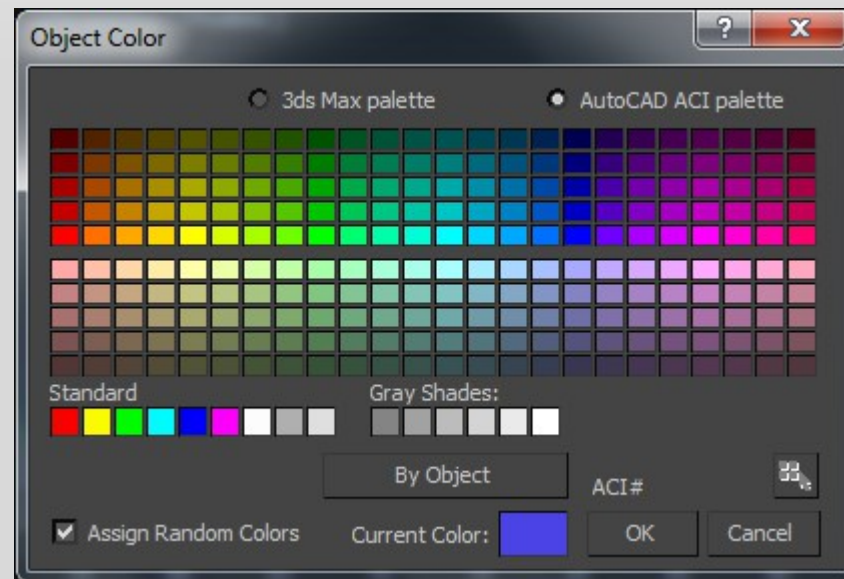 Object Color
?
3ds Max palette AutoCAD ACI palette
Standard Gray Shades:
By Object ACI#
Assign Random Colors Current Color: OK Cancel